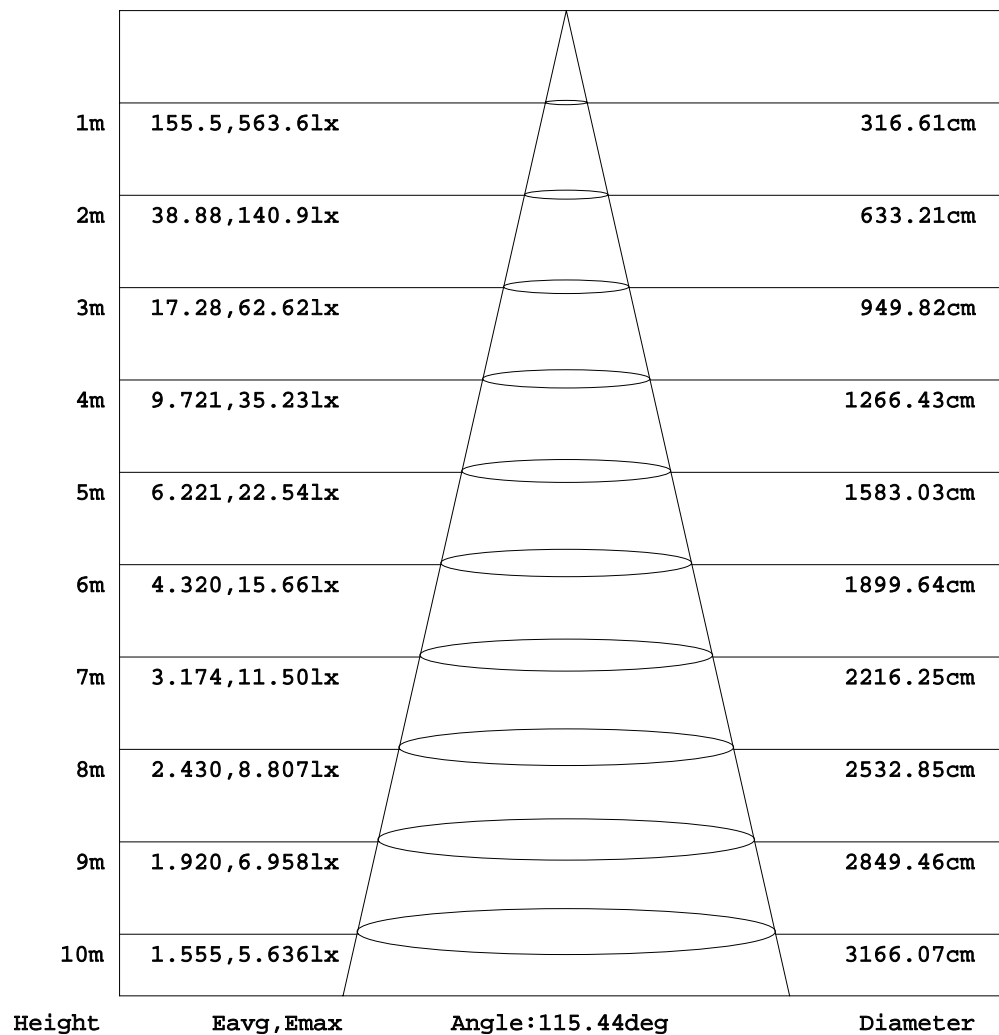 1m 155.5,563.6lx 316.61cm
2m 38.88,140.9lx 633.21cm
3m 17.28,62.62lx 949.82cm
4m 9.721,35.23lx 1266.43cm
5m 6.221,22.54lx 1583.03cm
6m 4.320,15.66lx 1899.64cm
7m 3.174,11.50lx 2216.25cm
8m 2.430,8.807lx 2532.85cm
9m 1.920,6.958lx 2849.46cm
10m 1.555,5.636lx 3166.07cm
Height Eavg,Emax Angle:115.44deg Diameter